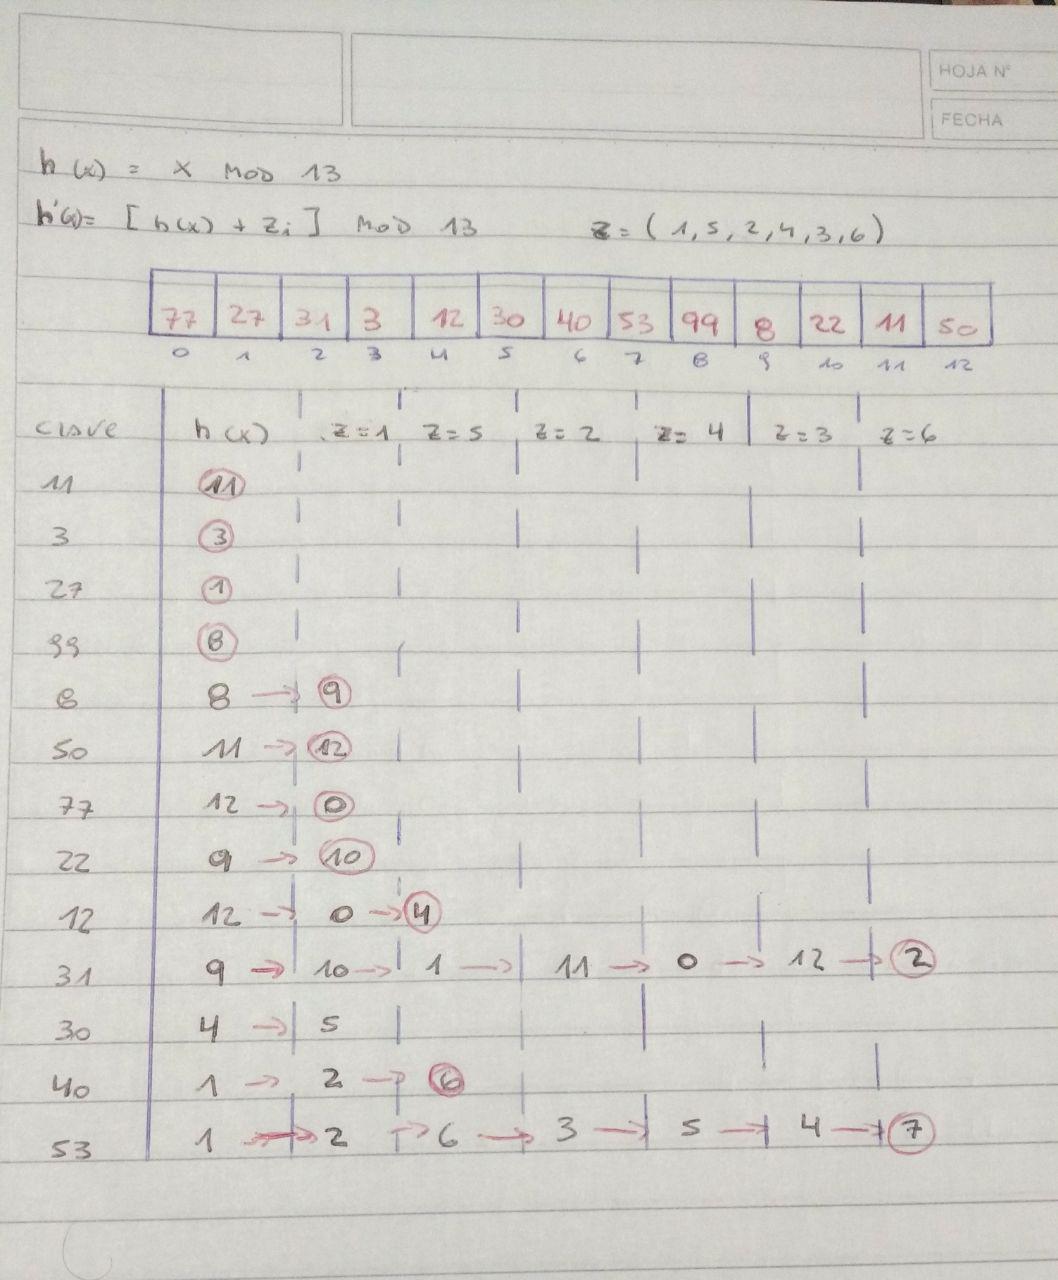 HOJA N°
FECHA
h(x) = x MOD 13
h'(x) = [ h(x) + Zi ] MOD 13 z = (1, 5, 2, 4, 3, 6)
77 27 31 3 12 30 40 53 99 8 22 11 50
0 1 2 3 4 5 6 7 8 9 10 11 12
CLAVE h(x) z=1 z=5 z=2 z=4 z=3 z=6
11 11
3 3
27 1
99 8
8 8 → 9
50 11 → 12
77 12 → 0
22 9 → 10
12 12 → 0 → 4
31 9 → 10 → 1 → 11 → 0 → 12 → 2
30 4 → 5
40 1 → 2 → 6
53 1 → 2 → 6 → 3 → 5 → 4 → 7